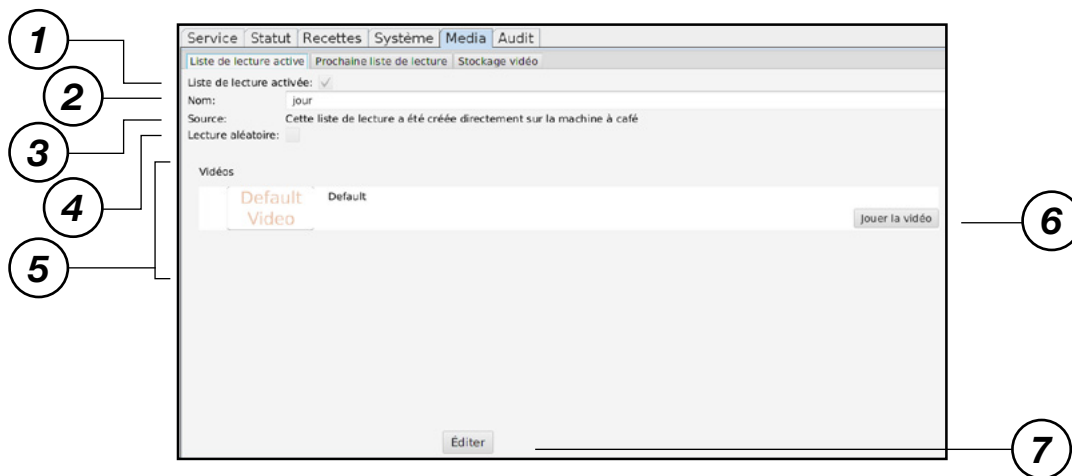 1
Service Statut Recettes Système Media Audit
Liste de lecture active Prochaine liste de lecture Stockage vidéo
Liste de lecture activée:
2
Nom: jour
3
Source: Cette liste de lecture a été créée directement sur la machine à café
4
Lecture aléatoire:
5
Vidéos
Default
Video
Default
Jouer la vidéo
6
Éditer
7